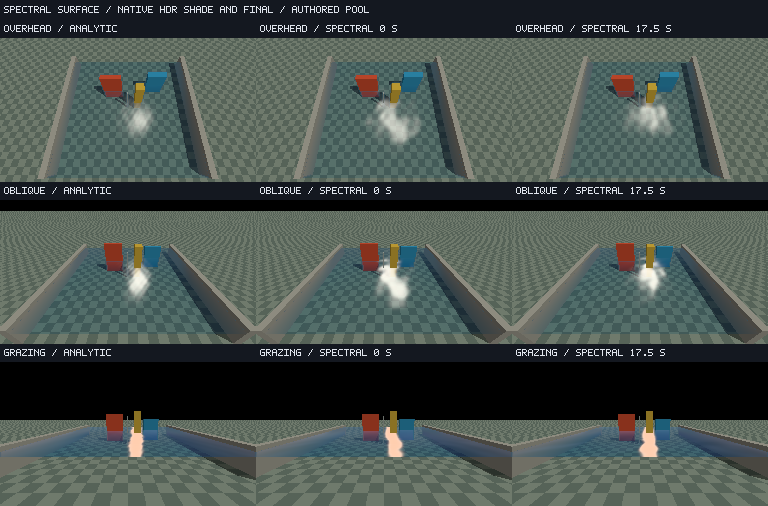 SPECTRAL SURFACE / NATIVE HDR SHADE AND FINAL / AUTHORED POOL
OVERHEAD / ANALYTIC
OVERHEAD / SPECTRAL 0 S
OVERHEAD / SPECTRAL 17.5 S
OBLIQUE / ANALYTIC
OBLIQUE / SPECTRAL 0 S
OBLIQUE / SPECTRAL 17.5 S
GRAZING / ANALYTIC
GRAZING / SPECTRAL 0 S
GRAZING / SPECTRAL 17.5 S